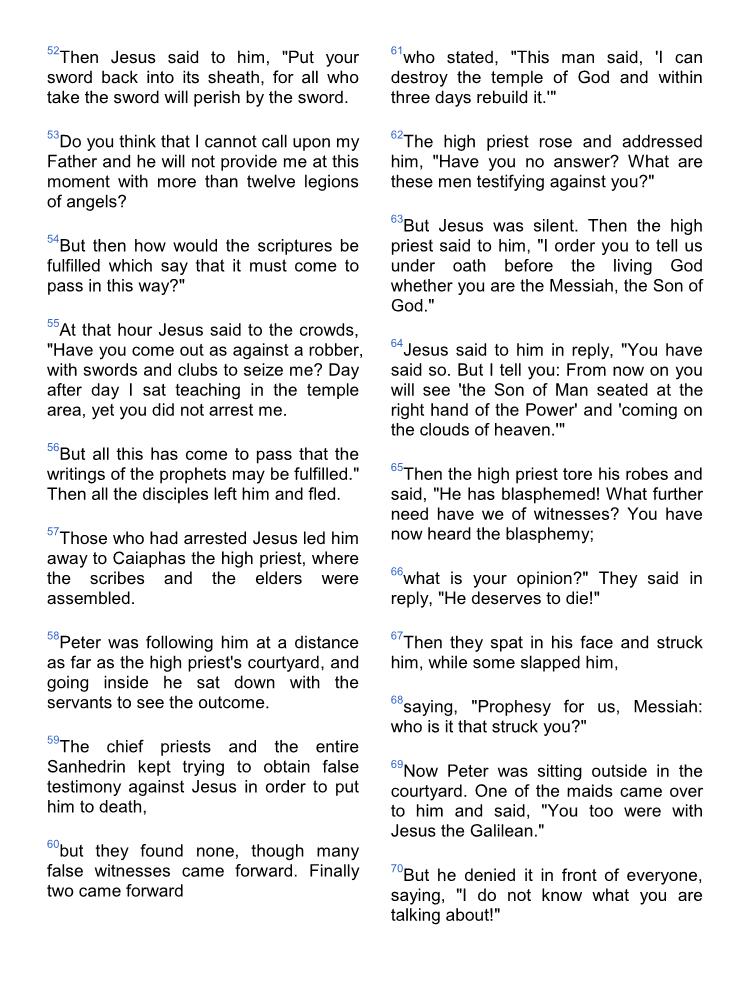 52Then Jesus said to him, "Put your
sword back into its sheath, for all who
take the sword will perish by the sword.
53Do you think that I cannot call upon my
Father and he will not provide me at this
moment with more than twelve legions
of angels?
54But then how would the scriptures be
fulfilled which say that it must come to
pass in this way?"
55At that hour Jesus said to the crowds,
"Have you come out as against a robber,
with swords and clubs to seize me? Day
after day I sat teaching in the temple
area, yet you did not arrest me.
56But all this has come to pass that the
writings of the prophets may be fulfilled."
Then all the disciples left him and fled.
57Those who had arrested Jesus led him
away to Caiaphas the high priest, where
the scribes and the elders were
assembled.
58Peter was following him at a distance
as far as the high priest's courtyard, and
going inside he sat down with the
servants to see the outcome.
59The chief priests and the entire
Sanhedrin kept trying to obtain false
testimony against Jesus in order to put
him to death,
60but they found none, though many
false witnesses came forward. Finally
two came forward
61who stated, "This man said, 'I can
destroy the temple of God and within
three days rebuild it.'"
62The high priest rose and addressed
him, "Have you no answer? What are
these men testifying against you?"
63But Jesus was silent. Then the high
priest said to him, "I order you to tell us
under oath before the living God
whether you are the Messiah, the Son of
God."
64Jesus said to him in reply, "You have
said so. But I tell you: From now on you
will see 'the Son of Man seated at the
right hand of the Power' and 'coming on
the clouds of heaven.'"
65Then the high priest tore his robes and
said, "He has blasphemed! What further
need have we of witnesses? You have
now heard the blasphemy;
66what is your opinion?" They said in
reply, "He deserves to die!"
67Then they spat in his face and struck
him, while some slapped him,
68saying, "Prophesy for us, Messiah:
who is it that struck you?"
69Now Peter was sitting outside in the
courtyard. One of the maids came over
to him and said, "You too were with
Jesus the Galilean."
70But he denied it in front of everyone,
saying, "I do not know what you are
talking about!"